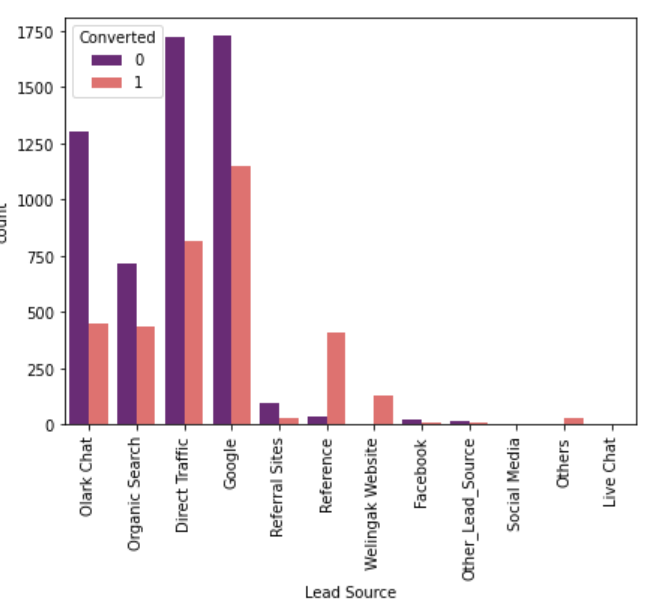 Converted
0
1
1750
1500
1250
1000
750
500
250
0
count
Olark Chat
Organic Search
Direct Traffic
Google
Referral Sites
Reference
Welingak Website
Facebook
Other_Lead_Source
Social Media
Others
Live Chat
Lead Source